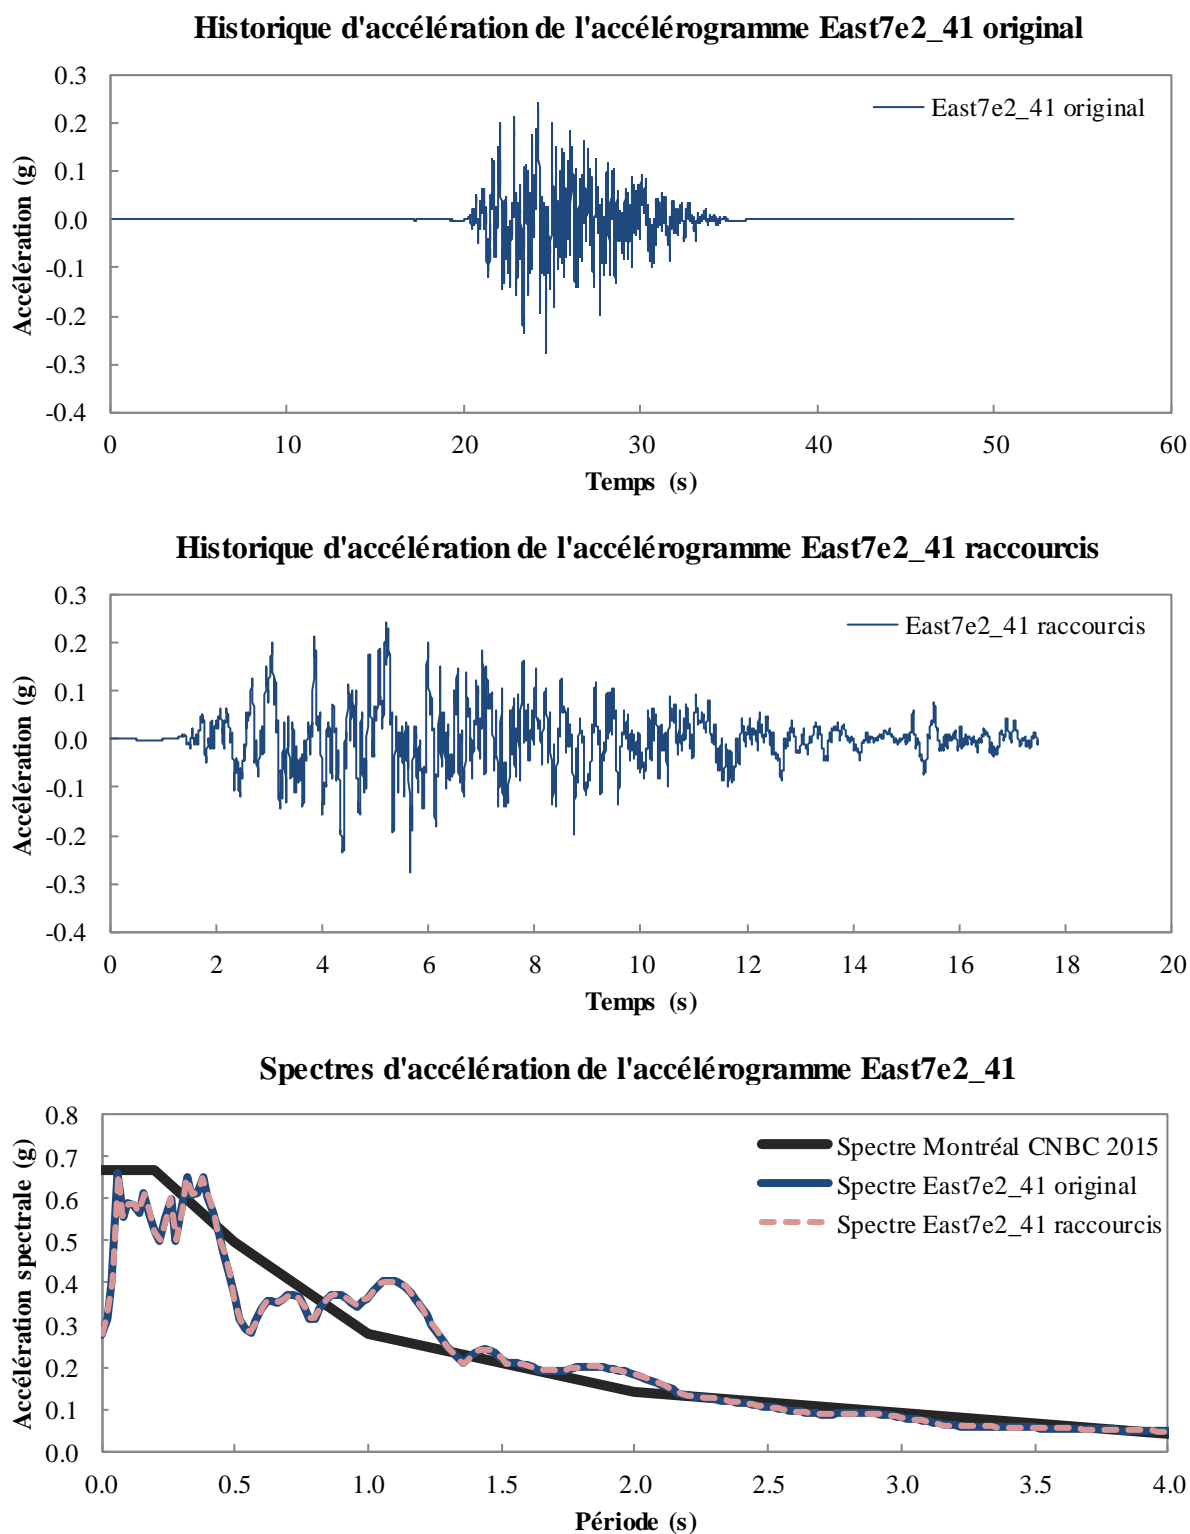 Historique d'accélération de l'accélérogramme East7e2_41 original
0.3
0.2
0.1
0.0
-0.1
-0.2
-0.3
-0.4
Accélération (g)
East7e2_41 original
0 10 20 30 40 50 60
Temps (s)
Historique d'accélération de l'accélérogramme East7e2_41 raccourcis
0.3
0.2
0.1
0.0
-0.1
-0.2
-0.3
-0.4
Accélération (g)
East7e2_41 raccourcis
0 2 4 6 8 10 12 14 16 18 20
Temps (s)
Spectres d'accélération de l'accélérogramme East7e2_41
0.8
0.7
0.6
0.5
0.4
0.3
0.2
0.1
0.0
Accélération spectrale (g)
Spectre Montréal CNBC 2015
Spectre East7e2_41 original
Spectre East7e2_41 raccourcis
0.0 0.5 1.0 1.5 2.0 2.5 3.0 3.5 4.0
Période (s)